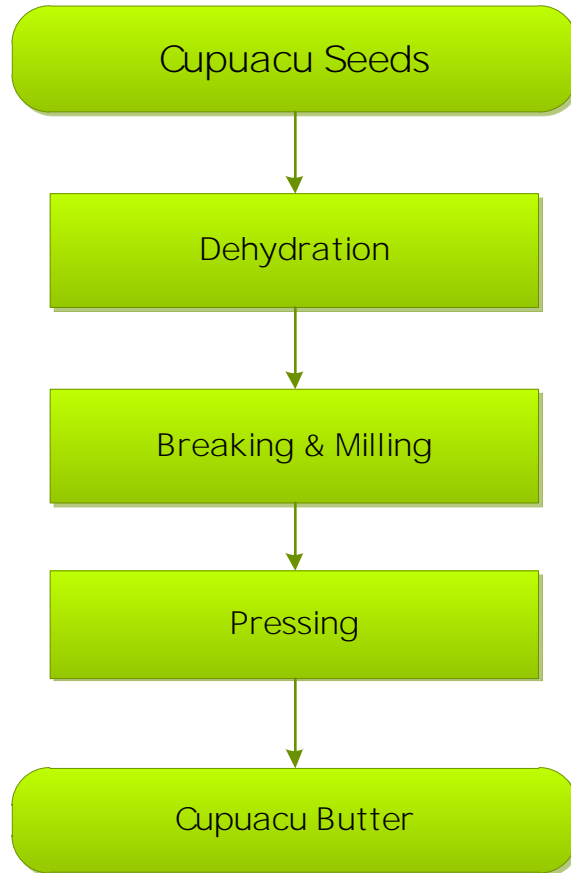 Cupuacu Seeds
Dehydration
Breaking & Milling
Pressing
Cupuacu Butter